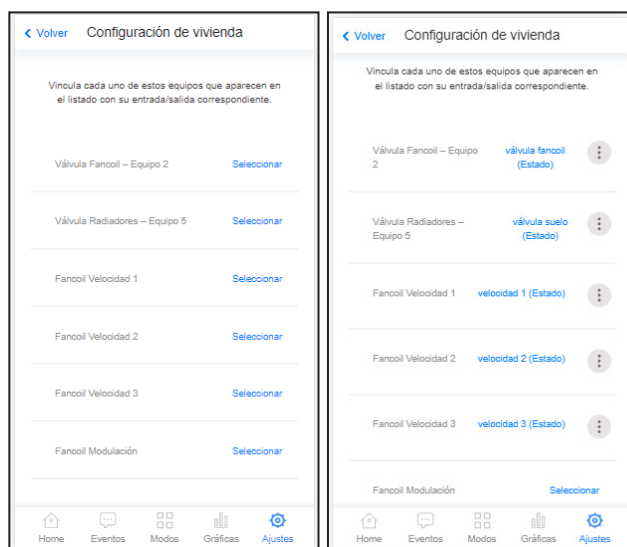 Volver Configuración de vivienda
Vincula cada uno de estos equipos que aparecen en
el listado con su entrada/salida correspondiente.
Válvula Fancoil – Equipo 2 Seleccionar
Válvula Radiadores – Equipo 5 Seleccionar
Fancoil Velocidad 1 Seleccionar
Fancoil Velocidad 2 Seleccionar
Fancoil Velocidad 3 Seleccionar
Fancoil Modulación Seleccionar
Home Eventos Modos Gráficas Ajustes
Volver Configuración de vivienda
Vincula cada uno de estos equipos que aparecen en
el listado con su entrada/salida correspondiente.
Válvula Fancoil – Equipo
2
válvula fancoil
(Estado)
Válvula Radiadores –
Equipo 5
válvula suelo
(Estado)
Fancoil Velocidad 1 velocidad 1 (Estado)
Fancoil Velocidad 2 velocidad 2 (Estado)
Fancoil Velocidad 3 velocidad 3 (Estado)
Fancoil Modulación Seleccionar
Home Eventos Modos Gráficas Ajustes